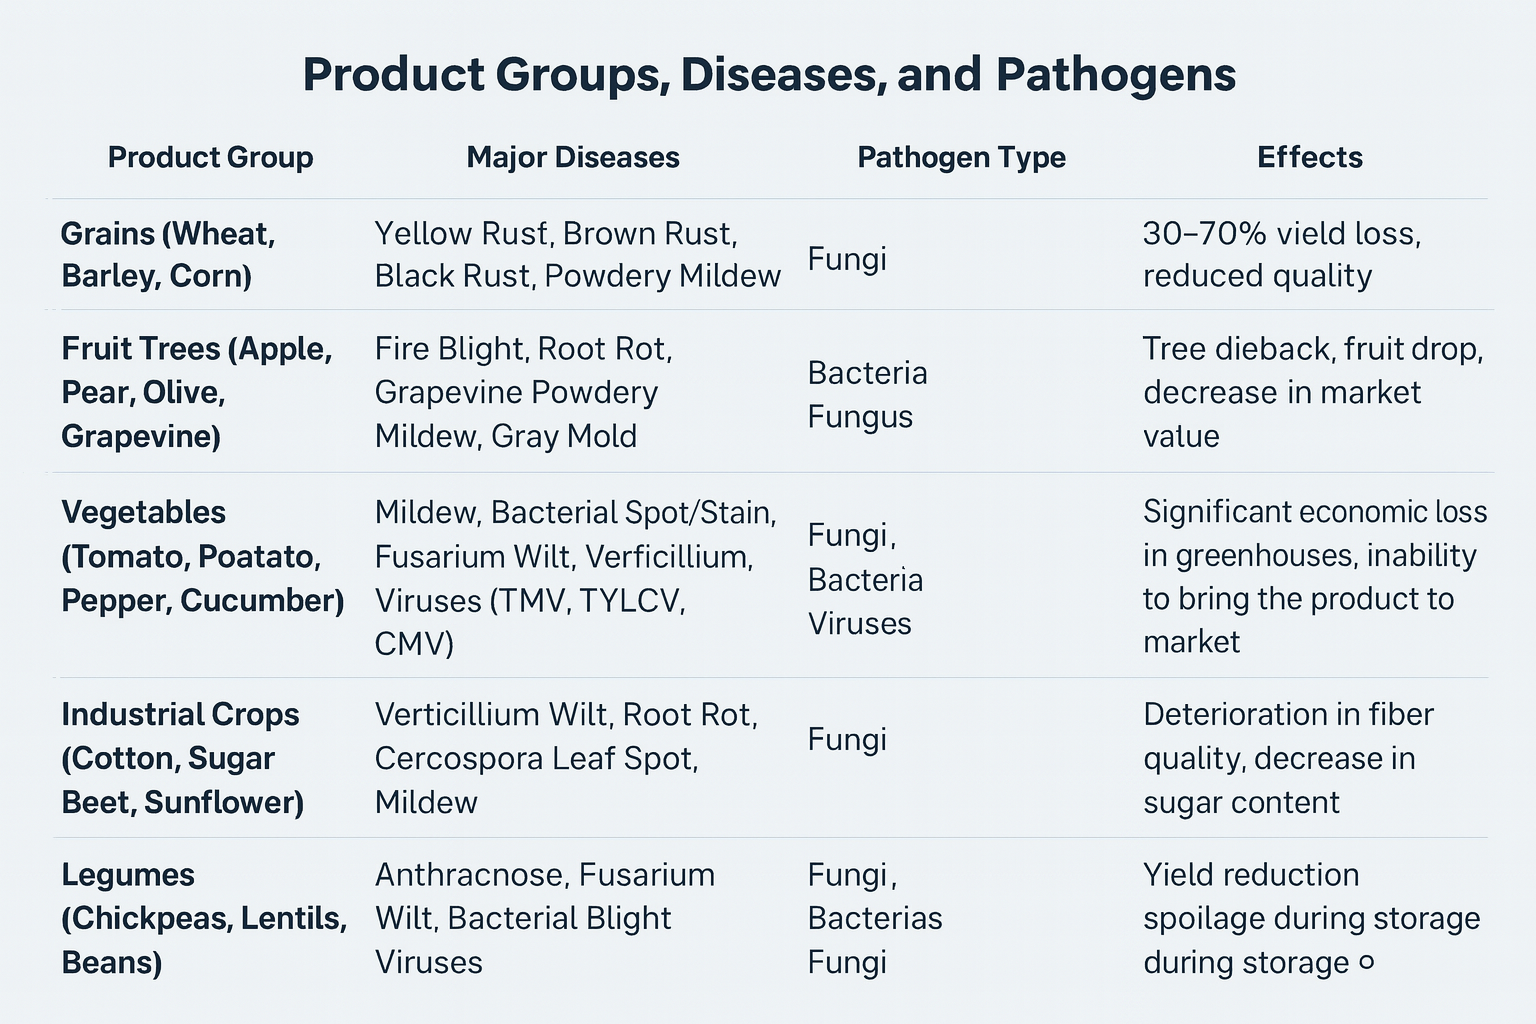 Product Groups, Diseases, and Pathogens
Product Group
Major Diseases
Pathogen Type
Effects
Grains (Wheat,
Barley, Corn)
Yellow Rusf, Brown Rust,
Black Rust, Powdery Mildew
Fungi
30–70% vield loss,
reduced quality
Fruit Trees (Apple,
Pear, Olive,
Grapevine)
Fire Blight, Root Rot,
Grapevine Powdery
Mildew, Gray Mold
Bacteria
Fungus
Tree dieback, fruit drop,
decrease in market
value
Vegetables
(Tomato, Poatato,
Pepper, Cucumber)
Mildew, Bacterial Spot/Stain,
Fusarium Wilt, Verficillium,
Viruses (TMV, TYLCV,
CMV)
Fungi,
Bacteria
Viruses
Significant economic loss
in greenhouses, inability
to bring the product to
market
Industrial Crops
(Cotton, Sugar
Beet, Sunflower)
Verticillium Wilt, Root Rot,
Cercospora Leaf Spot,
Mildew
Fungi
Deterioration in fiber
quality, decrease in
sugar content
Legumes
(Chickpeas, Lentils,
Beans)
Anthracnose, Fusarium
Wilt, Bacterial Blight
Viruses
Fungi,
Bacterias
Fungi
Yield reduction
spoilage during storage
during storage